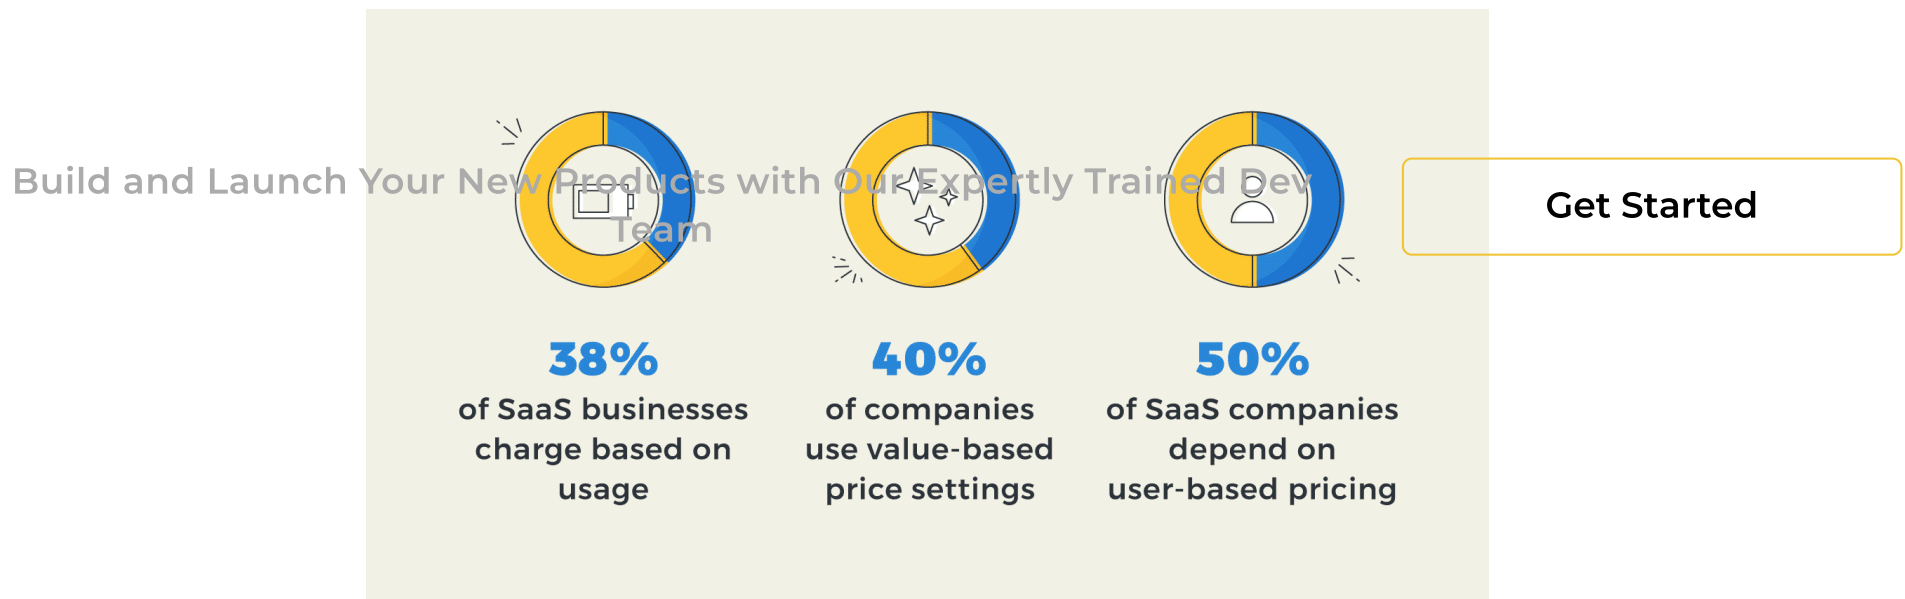 Build and Launch Your New Products with Our Expertly Trained Dev
Team
Get Started
38%
of SaaS businesses
charge based on
usage
40%
of companies
use value-based
price settings
50%
of SaaS companies
depend on
user-based pricing